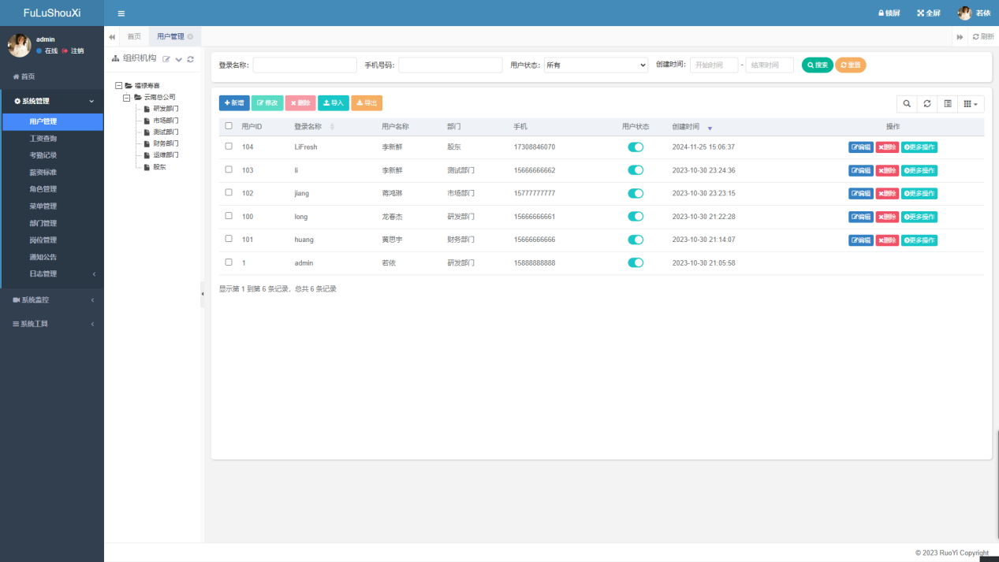 FuLuShouXi
锁屏 全屏 若依
admin
在线 注销
首页
系统管理
用户管理
工资查询
考勤记录
薪资标准
角色管理
菜单管理
部门管理
岗位管理
通知公告
日志管理
系统监控
系统工具
首页 用户管理 刷新
组织机构
福禄寿喜
云南总公司
研发部门
市场部门
测试部门
财务部门
运维部门
股东
登录名称： 手机号码： 用户状态： 所有 创建时间： 开始时间 - 结束时间 搜索 重置
新增 修改 删除 导入 导出
用户ID 登录名称 用户名称 部门 手机 用户状态 创建时间 操作
104 LiFresh 李新鲜 股东 17308846070 2024-11-25 15:06:37 编辑 删除 更多操作
103 li 李新鲜 测试部门 15666666662 2023-10-30 23:24:36 编辑 删除 更多操作
102 jiang 蒋鸿琳 市场部门 15777777777 2023-10-30 23:23:15 编辑 删除 更多操作
100 long 龙春杰 研发部门 15666666661 2023-10-30 21:22:28 编辑 删除 更多操作
101 huang 黄思宇 财务部门 15666666666 2023-10-30 21:14:07 编辑 删除 更多操作
1 admin 若依 研发部门 15888888888 2023-10-30 21:05:58
显示第 1 到第 6 条记录，总共 6 条记录
© 2023 RuoYi Copyright